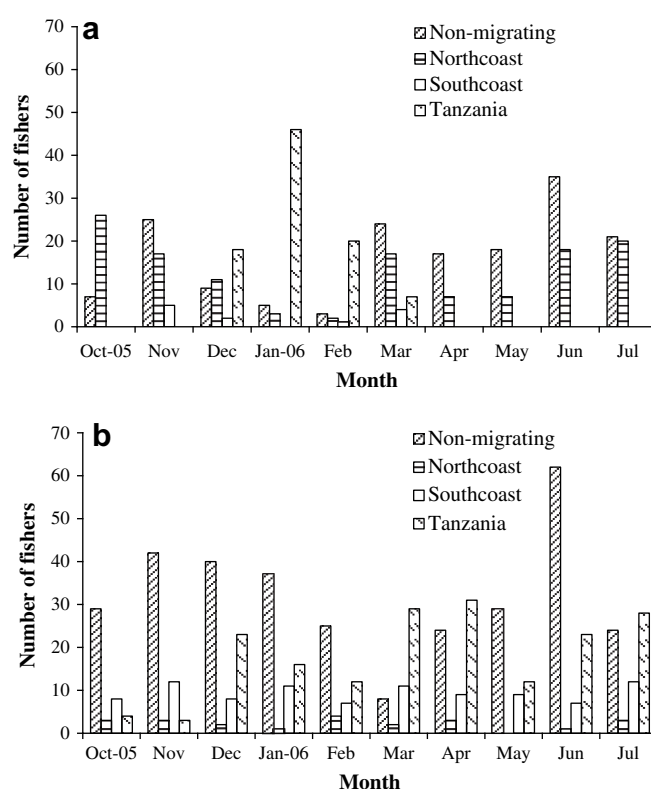 a
70
60
50
40
30
20
10
0
Number of fishers
Non-migrating
Northcoast
Southcoast
Tanzania
Oct-05 Nov Dec Jan-06 Feb Mar Apr May Jun Jul
Month
b
70
60
50
40
30
20
10
0
Number of fishers
Non-migrating
Northcoast
Southcoast
Tanzania
Oct-05 Nov Dec Jan-06 Feb Mar Apr May Jun Jul
Month